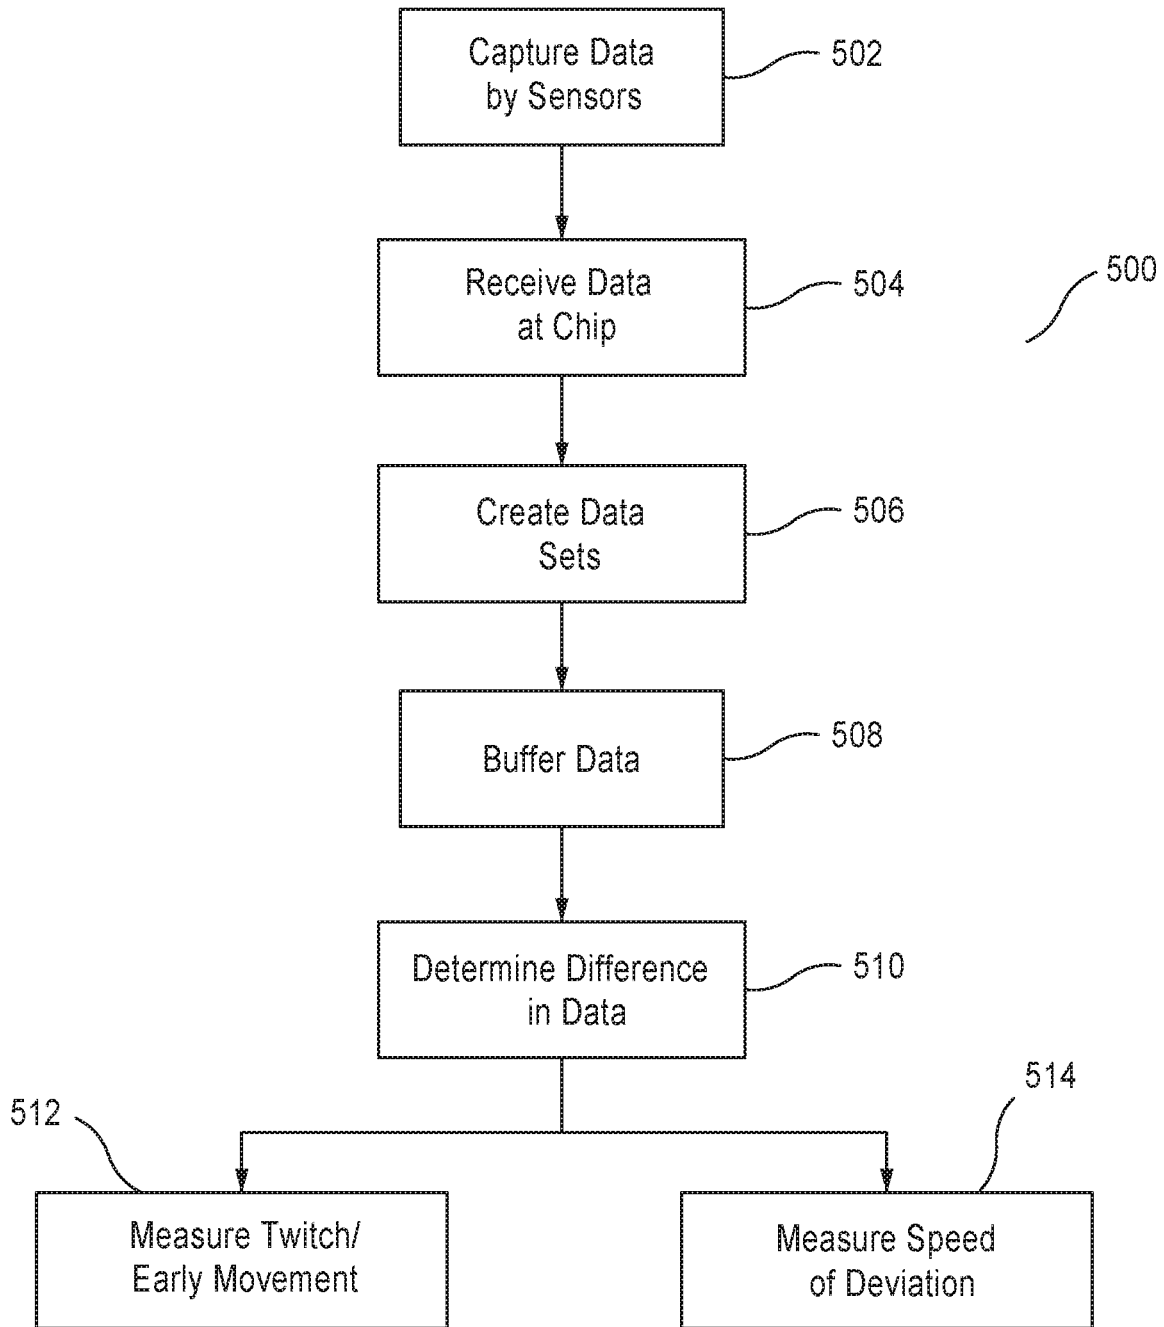 Capture Data
by Sensors
502
Receive Data
at Chip
504
500
Create Data
Sets
506
Buffer Data
508
Determine Difference
in Data
510
512
514
Measure Twitch/
Early Movement
Measure Speed
of Deviation